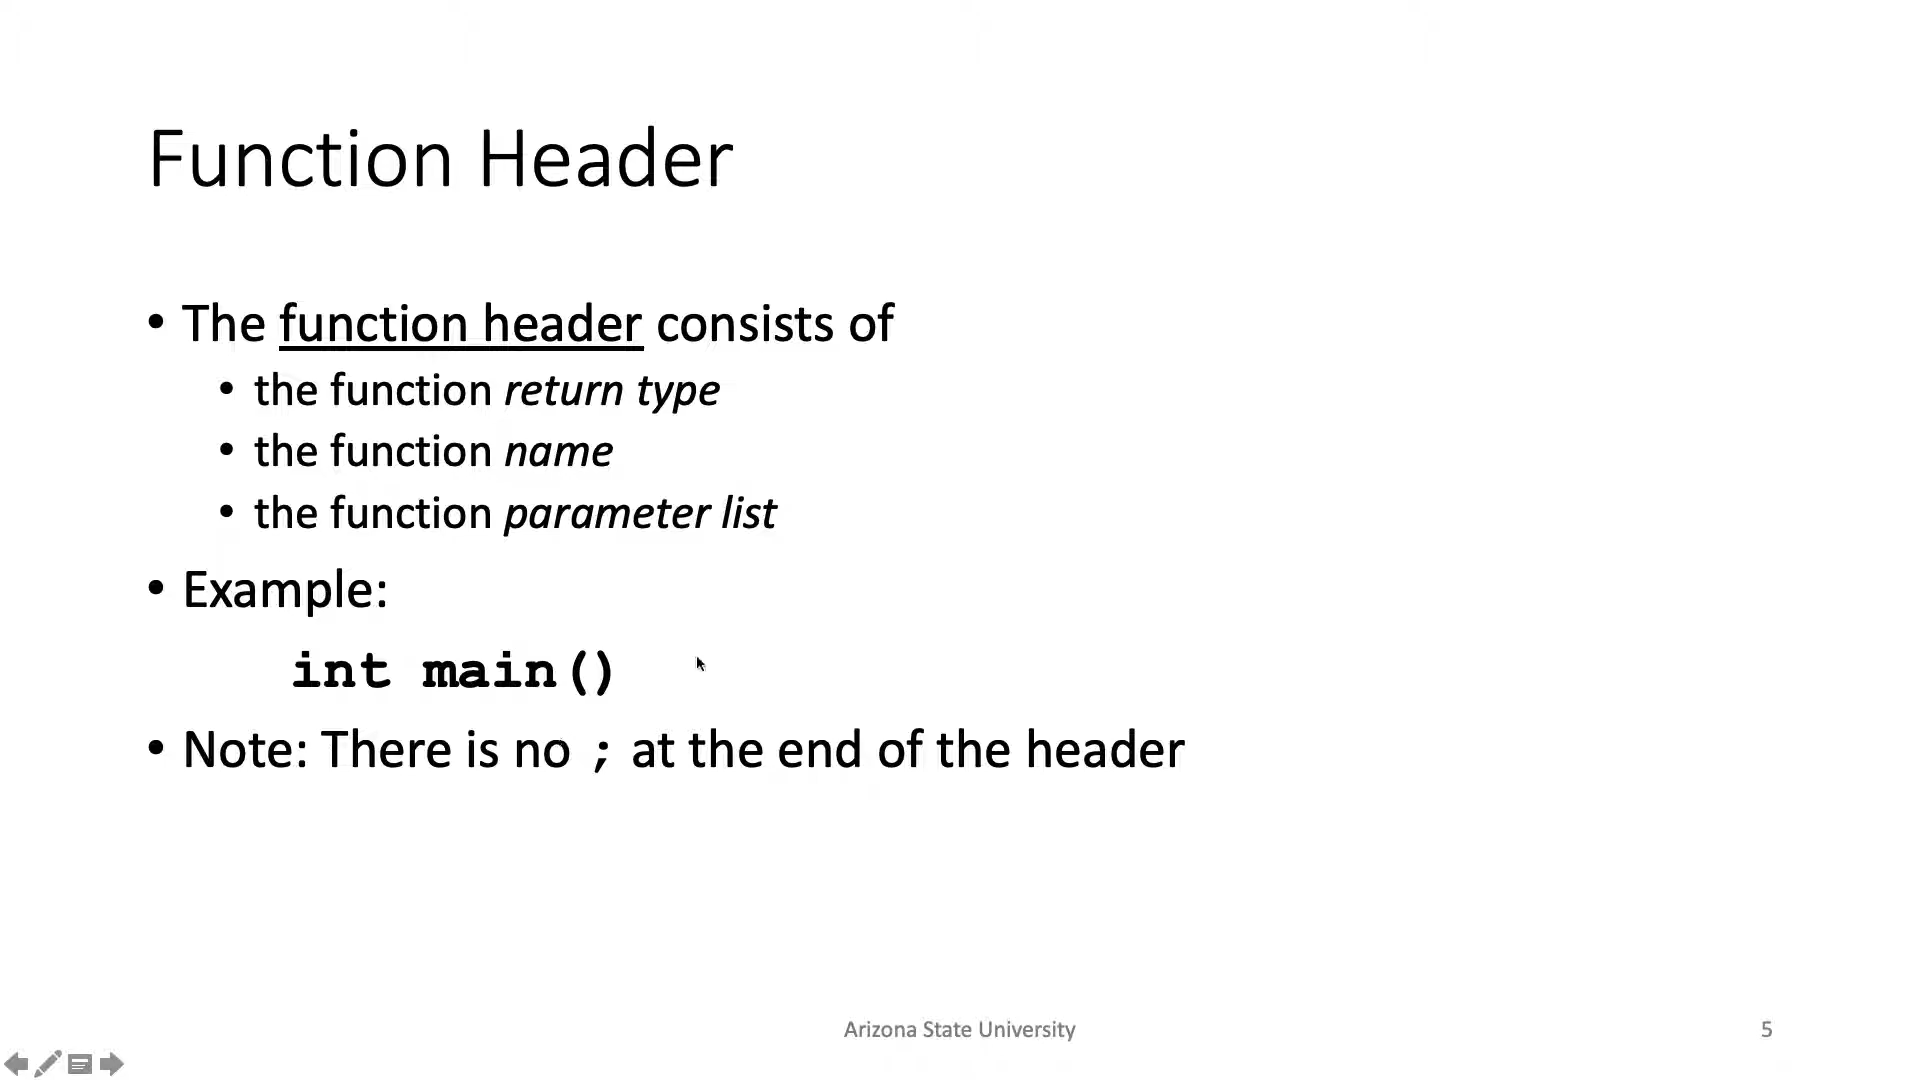 Function Header
• The function header consists of
• the function return type
• the function name
• the function parameter list
• Example:
int main()
• Note: There is no ; at the end of the header
Arizona State University
5